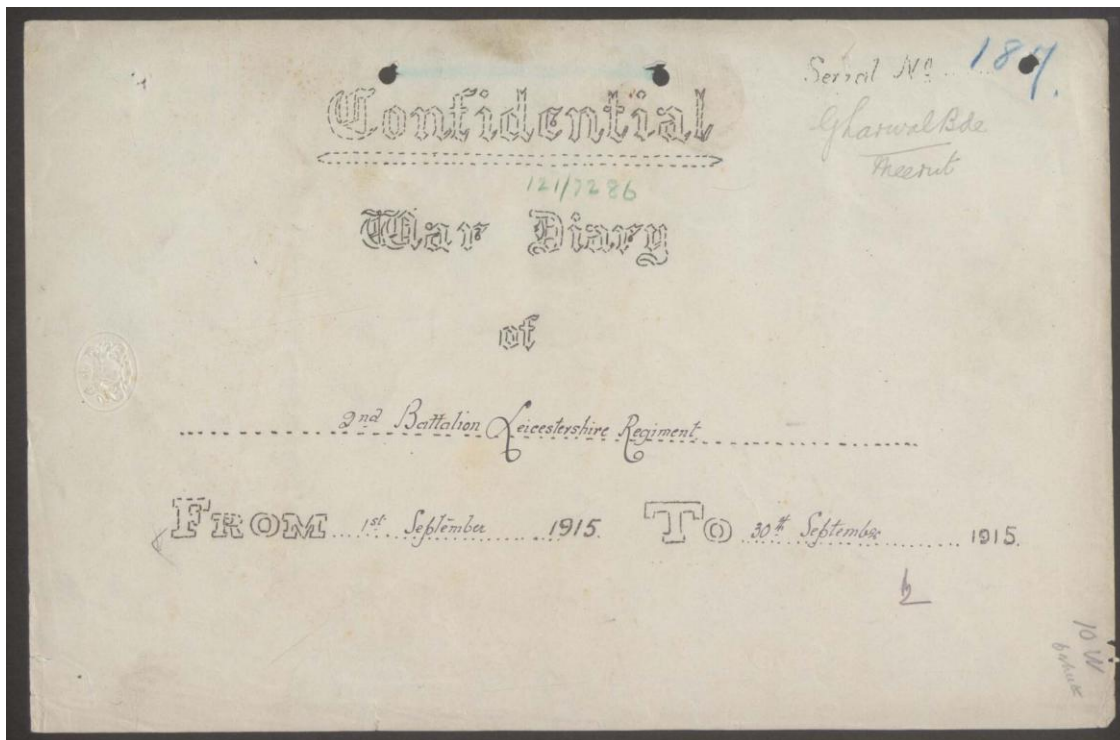 Serial No. 187.
Gharwal Bde
Meerut
Confidential
121/7286
War Diary
of
2nd Battalion Leicestershire Regiment
FROM 1st September 1915. TO 30th September 1915.
10 W